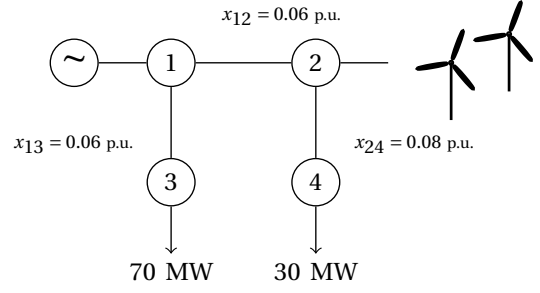 x12 = 0.06 p.u.
~ 1 2
x13 = 0.06 p.u.
x24 = 0.08 p.u.
3 4
70 MW 30 MW